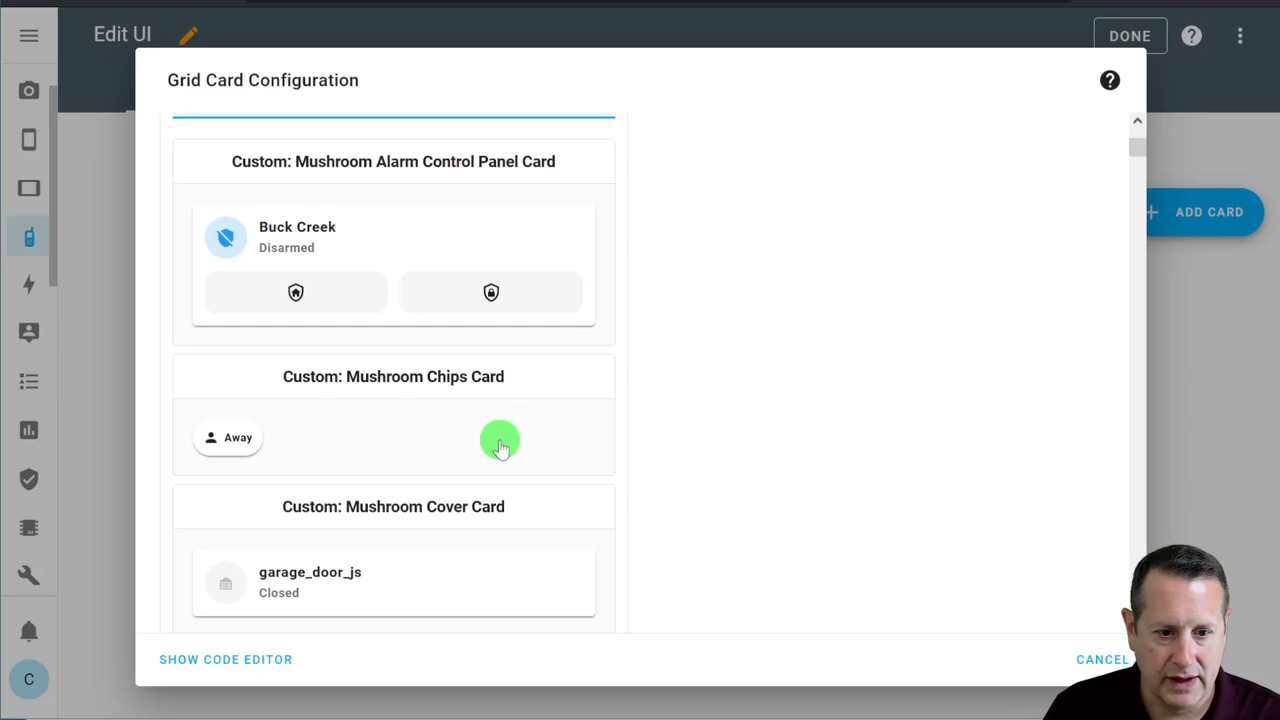 Edit UI
DONE
Grid Card Configuration
ADD CARD
Custom: Mushroom Alarm Control Panel Card
Buck Creek
Disarmed
Custom: Mushroom Chips Card
Away
Custom: Mushroom Cover Card
garage_door_js
Closed
SHOW CODE EDITOR
CANCEL
C